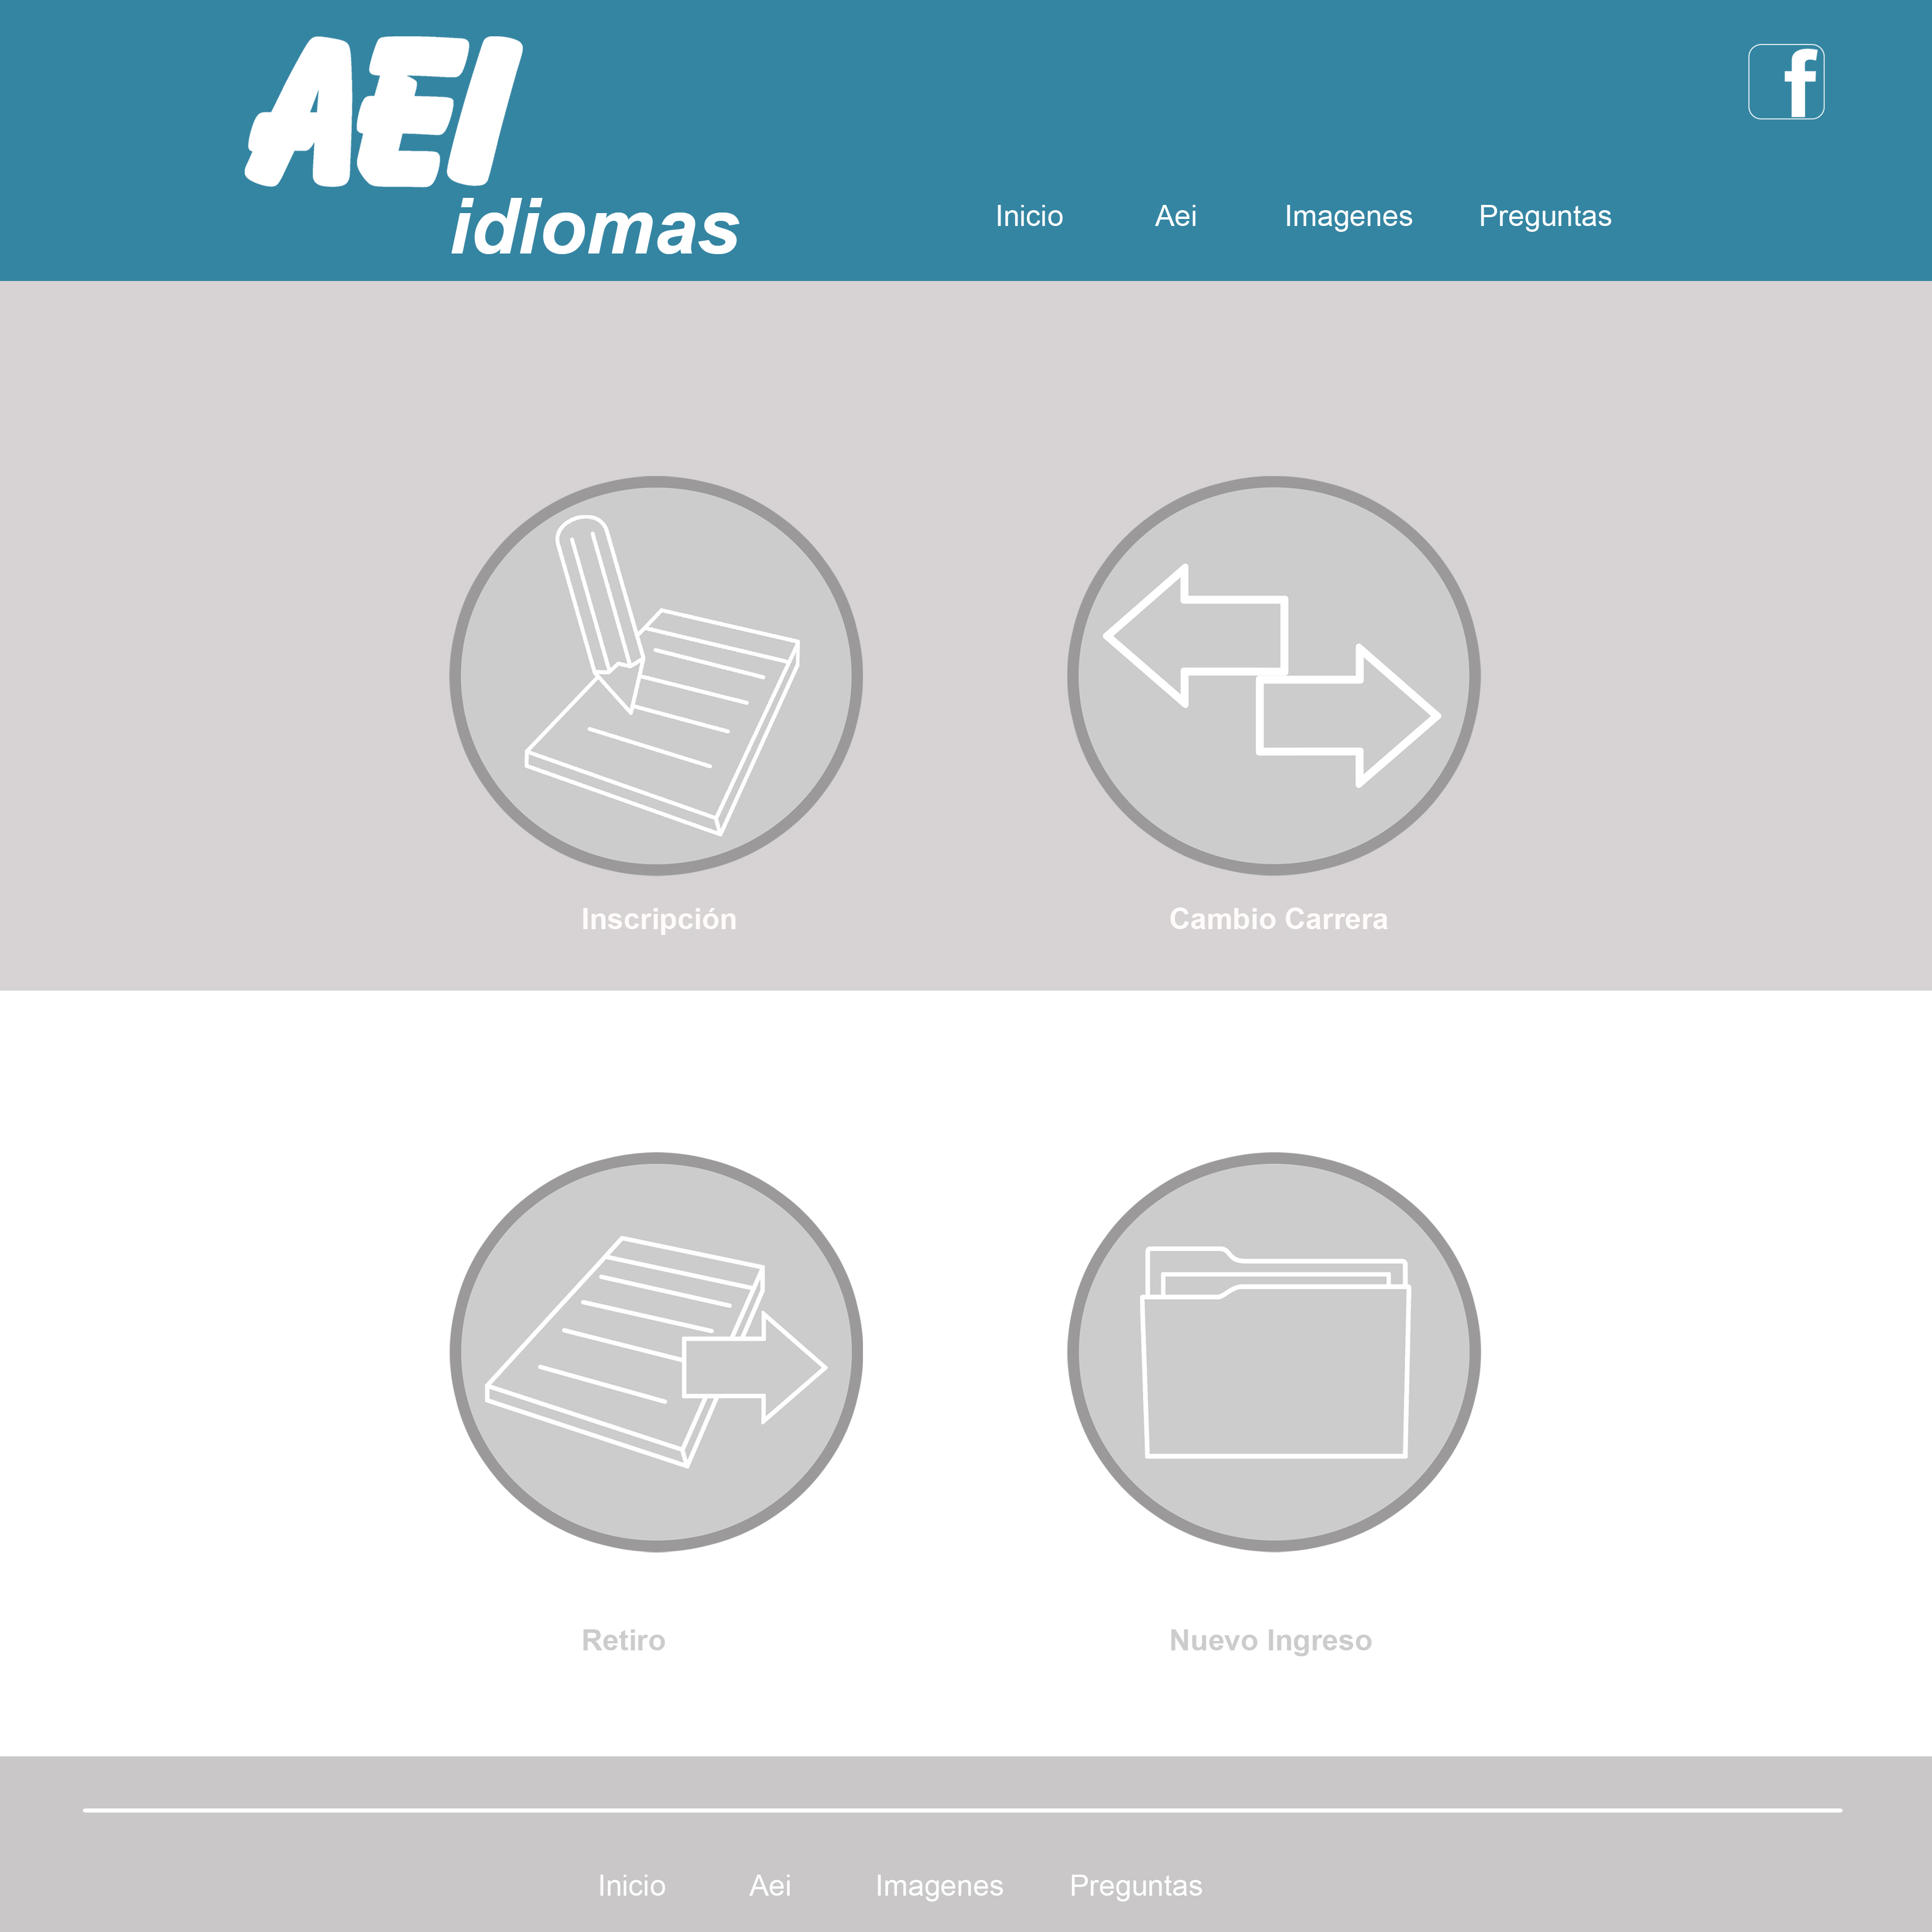 AEI
idiomas
f
Inicio Aei Imagenes Preguntas
Inscripción Cambio Carrera
Retiro Nuevo Ingreso
Inicio Aei Imagenes Preguntas